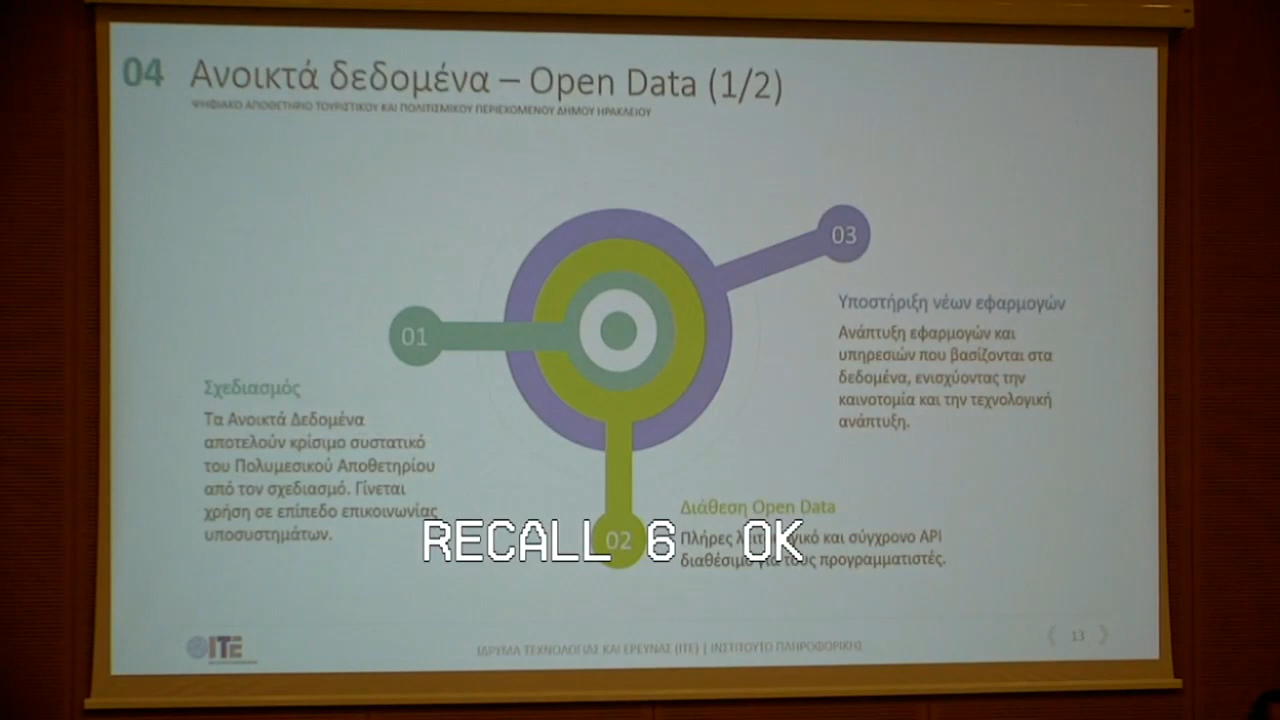 04 Ανοικτά δεδομένα – Open Data (1/2)
ΨΗΦΙΑΚΟ ΑΠΟΘΕΤΗΡΙΟ ΤΟΥΡΙΣΤΙΚΟΥ ΚΑΙ ΠΟΛΙΤΙΣΜΙΚΟΥ ΠΕΡΙΕΧΟΜΕΝΟΥ ΔΗΜΟΥ ΗΡΑΚΛΕΙΟΥ
01
Σχεδιασμός
Τα Ανοικτά Δεδομένα
αποτελούν κρίσιμο συστατικό
του Πολυμεσικού Αποθετηρίου
από τον σχεδιασμό. Γίνεται
χρήση σε επίπεδο επικοινωνίας
υποσυστημάτων.
02
Διάθεση Open Data
Πλήρες και σύγχρονο API
διαθέσιμο για τους προγραμματιστές.
03
Υποστήριξη νέων εφαρμογών
Ανάπτυξη εφαρμογών και
υπηρεσιών που βασίζονται στα
δεδομένα, ενισχύοντας την
καινοτομία και την τεχνολογική
ανάπτυξη.
RECALL 6 OK
ITE
ΙΔΡΥΜΑ ΤΕΧΝΟΛΟΓΙΑΣ ΚΑΙ ΕΡΕΥΝΑΣ (ΙΤΕ) | ΙΝΣΤΙΤΟΥΤΟ ΠΛΗΡΟΦΟΡΙΚΗΣ
13